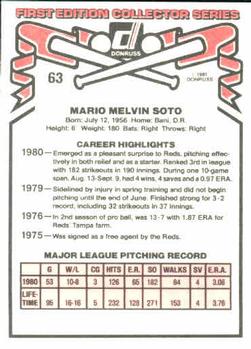 FIRST EDITION COLLECTOR SERIES
DONRUSS
63
1981
DONRUSS
MARIO MELVIN SOTO
Born: July 12, 1956 Home: Bani, D.R.
Height: 6 Weight: 180 Bats: Right Throws: Right
CAREER HIGHLIGHTS
1980— Emerged as a pleasant surprise to Reds, pitching effec-
tively in both relief and as a starter. Ranked 3rd in league
with 182 strikeouts in 190 innings. During one 10-game
span, Aug. 13-Sept. 9, had 4 wins, 4 saves and a 0.97 ERA.
1979— Sidelined by injury in spring training and did not begin
pitching until the end of June. Finished strong for 3-2
record, including 32 strikeouts in 37 innings.
1976— In 2nd season of pro ball, was 13-7 with 1.87 ERA for
Reds. Tampa farm.
1975— Was signed as a free agent by the Reds.
MAJOR LEAGUE PITCHING RECORD
G W/L CG HITS E.R. SO WALKS SV E.R.A.
1980 53 10-8 3 126 65 182 84 4 3.08
LIFE-
TIME 95 16-16 5 232 128 271 153 4 3.76